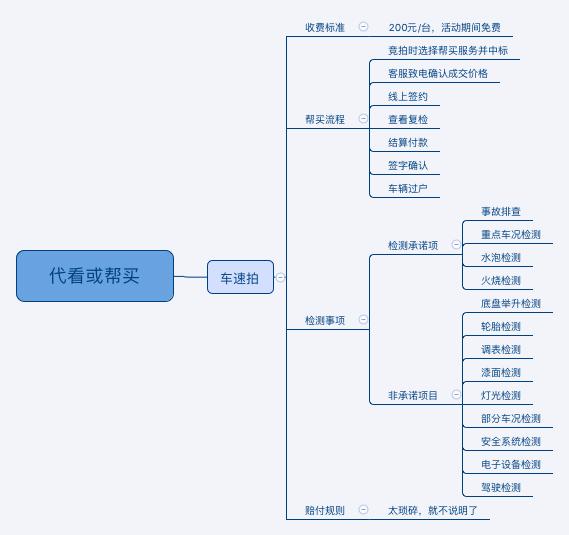 代看或帮买
车速拍
收费标准
200元/台，活动期间免费
帮买流程
竞拍时选择帮买服务并中标
客服致电确认成交价格
线上签约
查看复检
结算付款
签字确认
车辆过户
检测事项
检测承诺项
事故排查
重点车况检测
水泡检测
火烧检测
非承诺项目
底盘举升检测
轮胎检测
调表检测
漆面检测
灯光检测
部分车况检测
安全系统检测
电子设备检测
驾驶检测
赔付规则
太琐碎，就不说明了